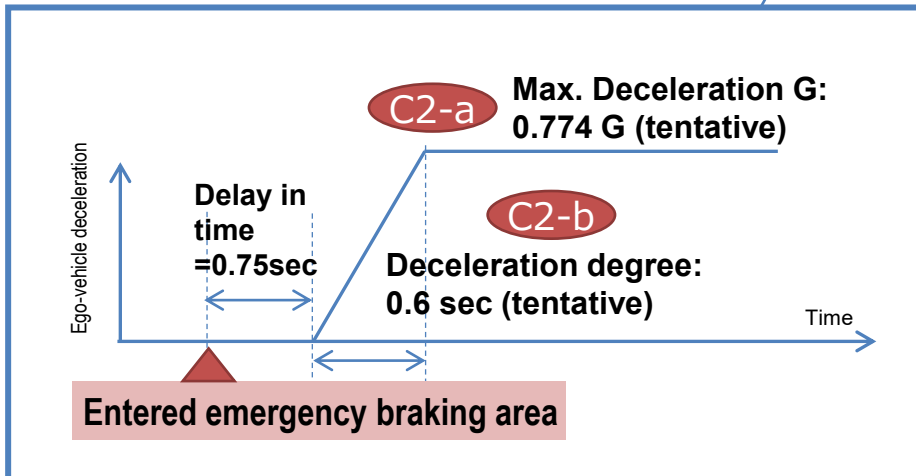 C2-a
Max. Deceleration G:
0.774 G (tentative)
Ego-vehicle deceleration
Delay in
time
=0.75sec
C2-b
Deceleration degree:
0.6 sec (tentative)
Time
Entered emergency braking area